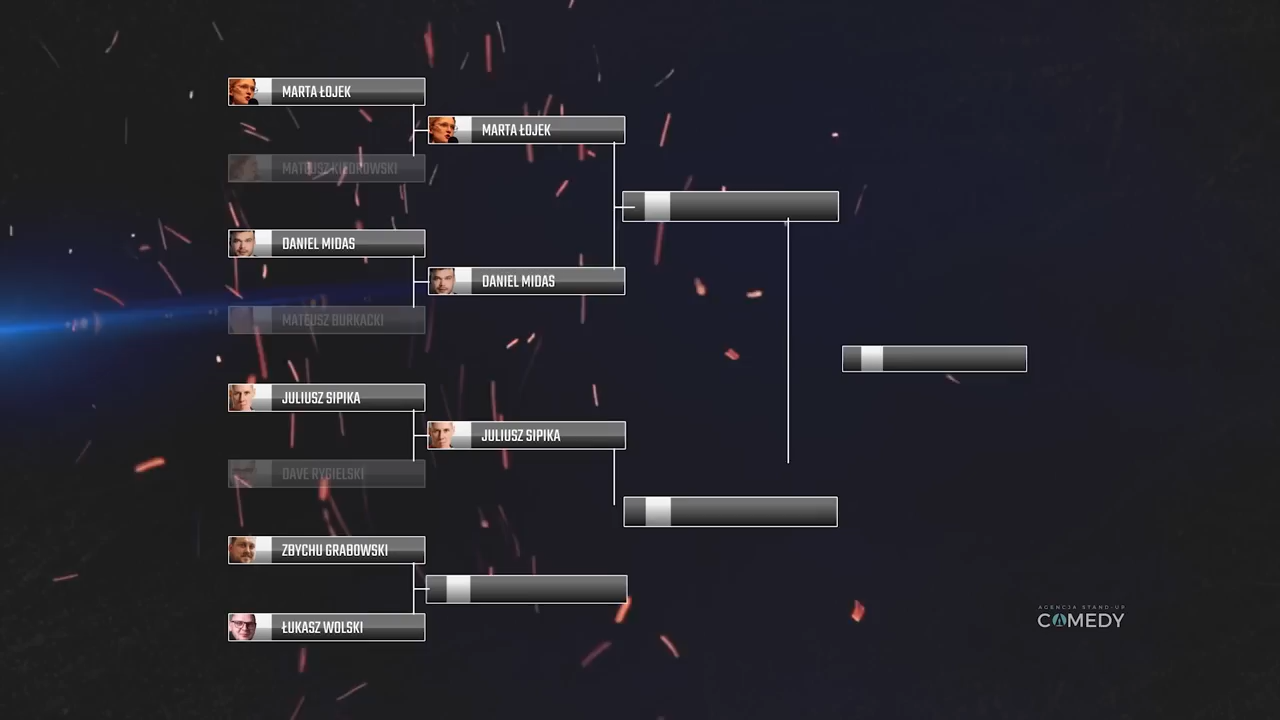 MARTA ŁOJEK
MATEUSZ KIEDROWSKI
DANIEL MIDAS
MATEUSZ BURKACKI
JULIUSZ SIPIKA
DAVE RYGIELSKI
ZBYCHU GRABOWSKI
ŁUKASZ WOLSKI
MARTA ŁOJEK
DANIEL MIDAS
JULIUSZ SIPIKA
AGENCJA STAND-UP
COMEDY